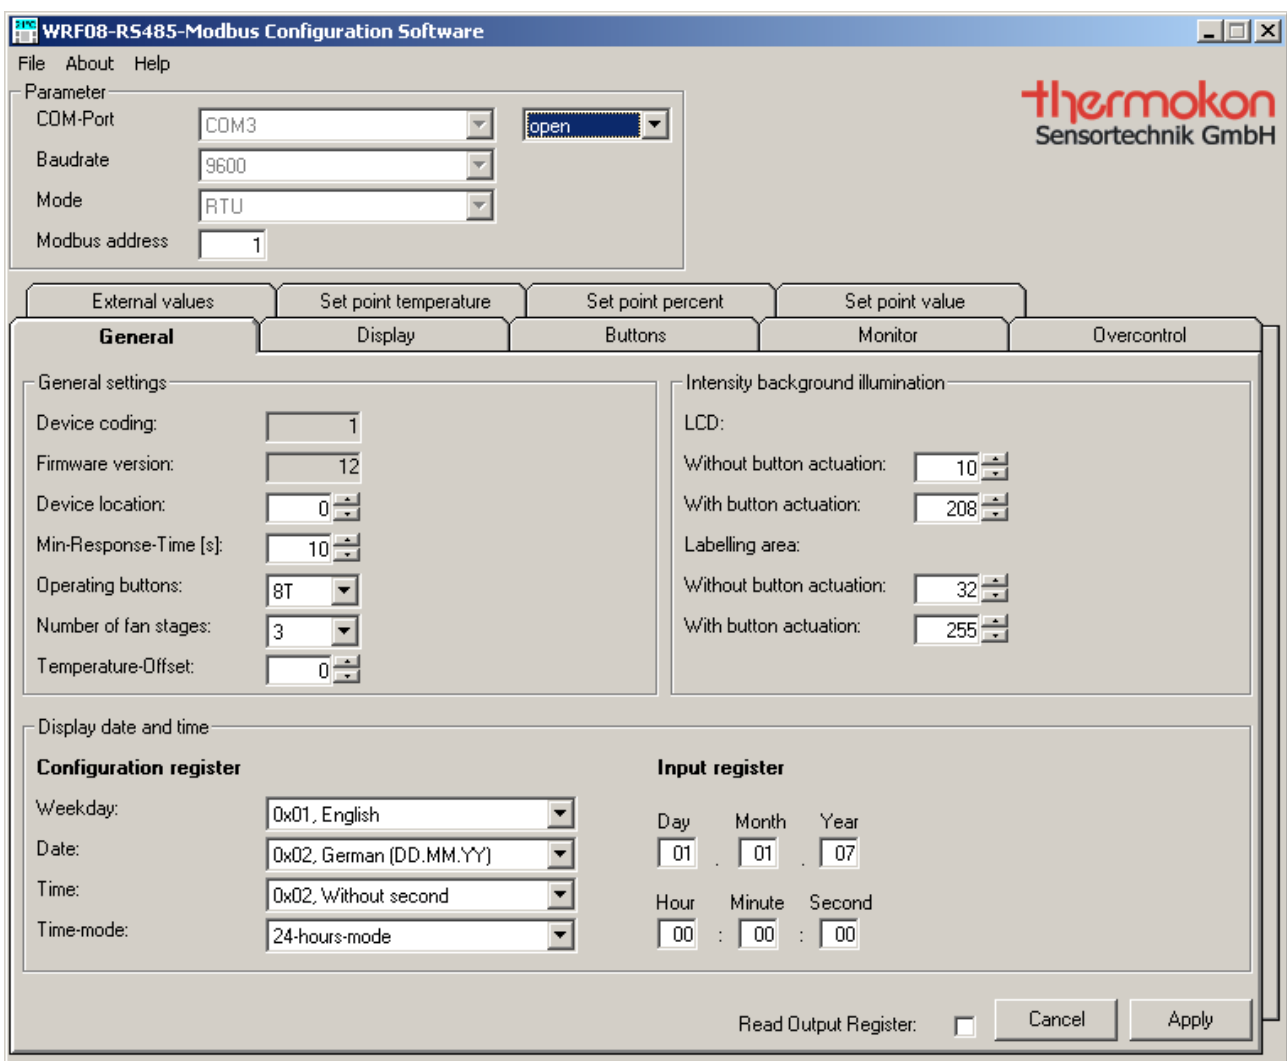 WRF08-RS485-Modbus Configuration Software
File About Help
thermokon
Sensortechnik GmbH
Parameter
COM-Port COM3 open
Baudrate 9600
Mode RTU
Modbus address 1
External values Set point temperature Set point percent Set point value
General Display Buttons Monitor Overcontrol
General settings
Device coding: 1
Firmware version: 12
Device location: 0
Min-Response-Time [s]: 10
Operating buttons: 8T
Number of fan stages: 3
Temperature-Offset: 0
Intensity background illumination
LCD:
Without button actuation: 10
With button actuation: 208
Labelling area:
Without button actuation: 32
With button actuation: 255
Display date and time
Configuration register
Weekday: 0x01, English
Date: 0x02, German (DD.MM.YY)
Time: 0x02, Without second
Time-mode: 24-hours-mode
Input register
Day Month Year
01 . 01 . 07
Hour Minute Second
00 : 00 : 00
Read Output Register: Cancel Apply